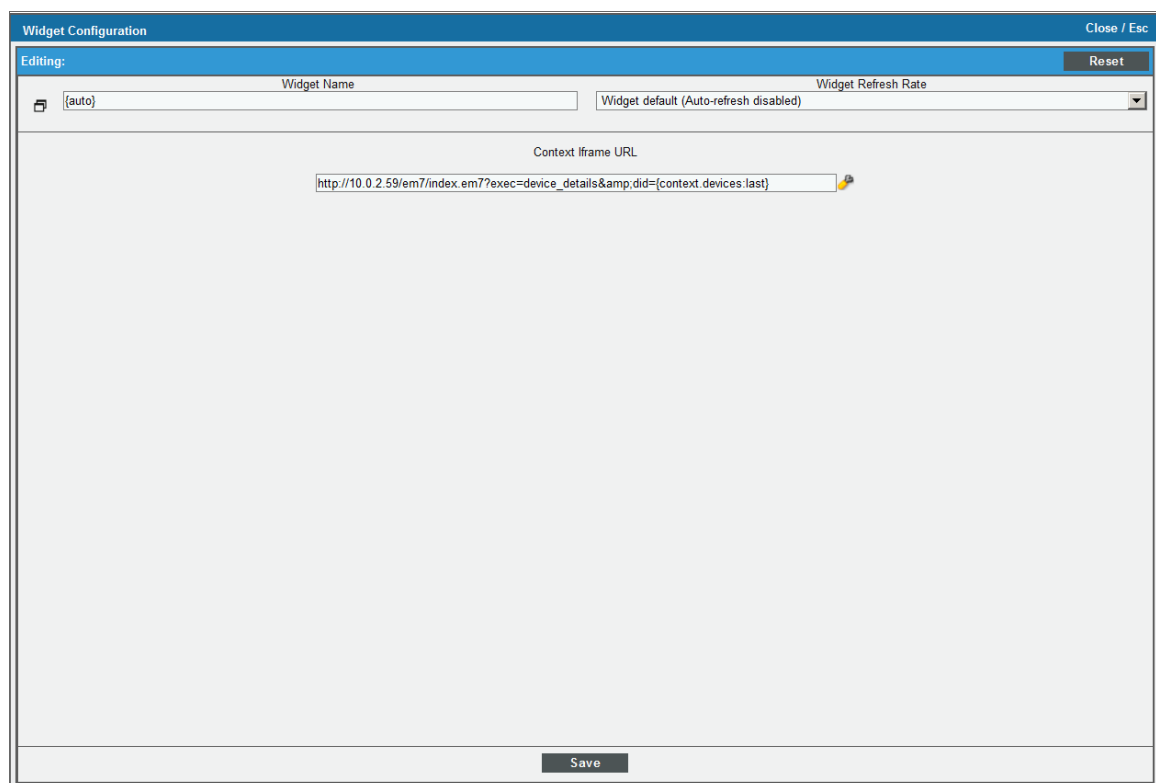 Widget Configuration Close / Esc
Editing: Reset
Widget Name Widget Refresh Rate
{auto} Widget default (Auto-refresh disabled)
Context Iframe URL
http://10.0.2.59/em7/index.em7?exec=device_details&amp;did={context.devices:last}
Save